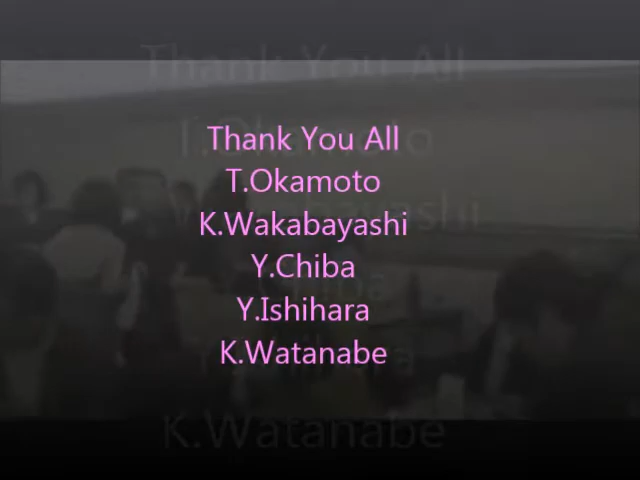 Thank You All
T.Okamoto
K.Wakabayashi
Y.Chiba
Y.Ishihara
K.Watanabe